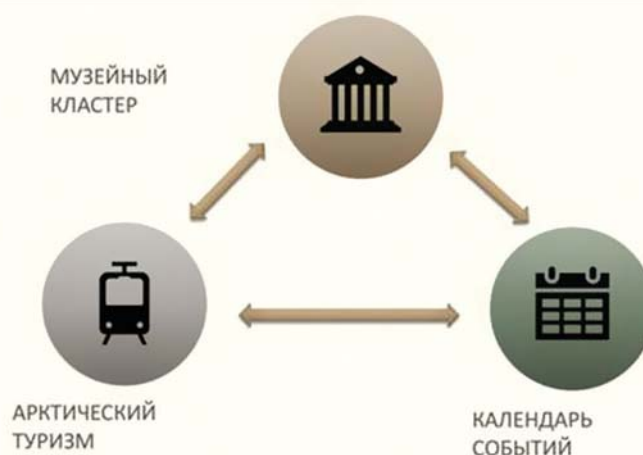 МУЗЕЙНЫЙ
КЛАСТЕР
АРКТИЧЕСКИЙ
ТУРИЗМ
КАЛЕНДАРЬ
СОБЫТИЙ